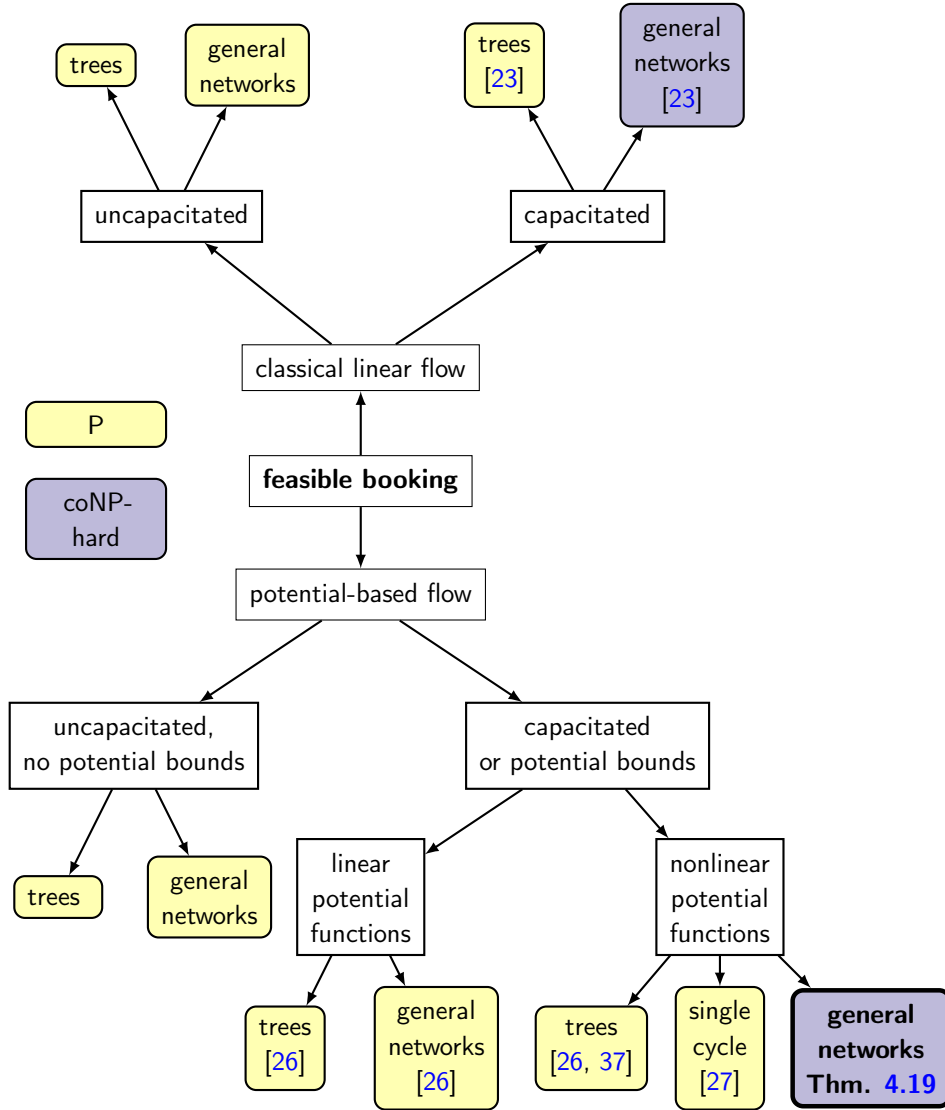 trees
general
networks
trees
[23]
general
networks
[23]
uncapacitated
capacitated
classical linear flow
P
feasible booking
coNP-
hard
potential-based flow
uncapacitated,
no potential bounds
capacitated
or potential bounds
trees
general
networks
linear
potential
functions
nonlinear
potential
functions
trees
[26]
general
networks
[26]
trees
[26, 37]
single
cycle
[27]
general
networks
Thm. 4.19